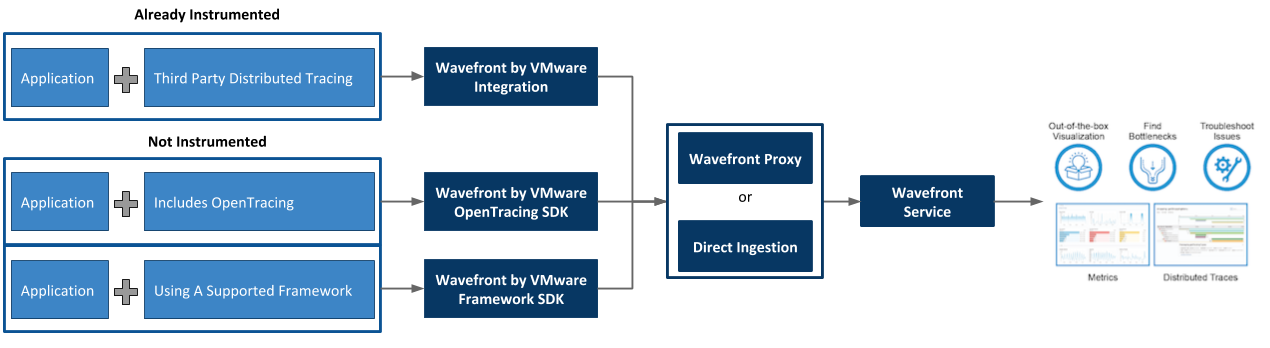 Already Instrumented
Application
Third Party Distributed Tracing
Wavefront by VMware
Integration
Not Instrumented
Application
Includes OpenTracing
Wavefront by VMware
OpenTracing SDK
Application
Using A Supported Framework
Wavefront by VMware
Framework SDK
Wavefront Proxy
or
Direct Ingestion
Wavefront
Service
Out-of-the-box
Visualization
Find
Bottlenecks
Troubleshoot
Issues
Metrics
Distributed Traces